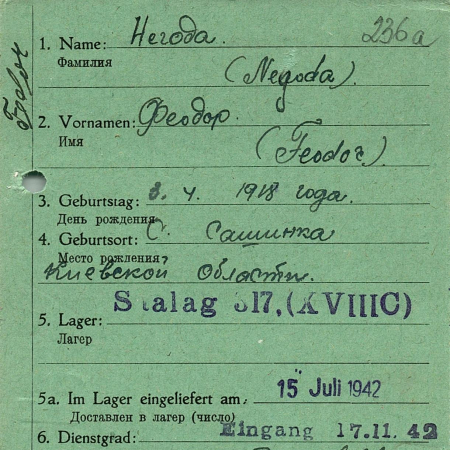 1. Name: Негода. 236a
Фамилия
(Negoda).
2. Vornamen: Феодор.
Имя
(Feodor.)
3. Geburtstag: 8. 4. 1918 года.
День рождения
4. Geburtsort: С. Сашинка
Место рождения
Киевской области.
Stalag 317, (XVIIIC)
5. Lager:
Лагер
5a. Im Lager eingeliefert am: 15 Juli 1942
Доставлен в лагер (число)
6. Dienstgrad: Eingang 17.11. 42